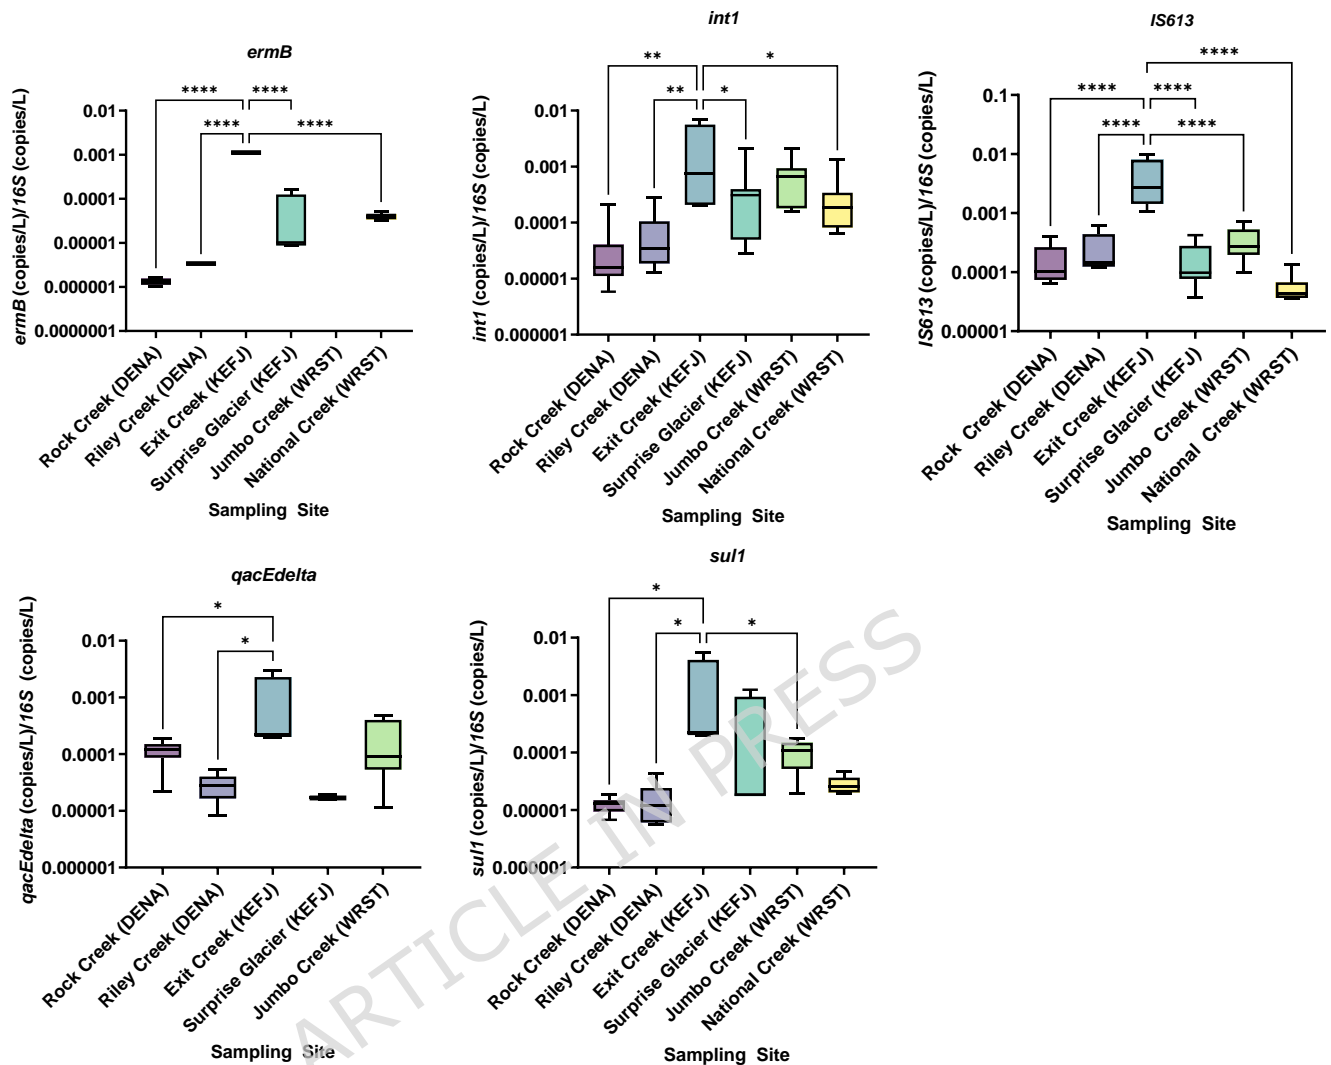 ermB
ermB (copies/L)/16S (copies/L)
**** ****
**** ****
0.01
0.001
0.00001
0.000001
0.0000001
Rock Creek (DENA)
Riley Creek (DENA)
Exit Creek (KEFJ)
Surprise Glacier (KEFJ)
Jumbo Creek (WRST)
National Creek (WRST)
Sampling Site
int1
int1 (copies/L)/16S (copies/L)
** *
** *
0.01
0.001
0.0001
0.00001
0.000001
Rock Creek (DENA)
Riley Creek (DENA)
Exit Creek (KEFJ)
Surprise Glacier (KEFJ)
Jumbo Creek (WRST)
National Creek (WRST)
Sampling Site
IS613
IS613 (copies/L)/16S (copies/L)
****
**** ****
**** ****
0.1
0.01
0.001
0.0001
0.00001
Rock Creek (DENA)
Riley Creek (DENA)
Exit Creek (KEFJ)
Surprise Glacier (KEFJ)
Jumbo Creek (WRST)
National Creek (WRST)
Sampling Site
qacEdelta
qacEdelta (copies/L)/16S (copies/L)
*
*
0.01
0.001
0.0001
0.00001
0.000001
Rock Creek (DENA)
Riley Creek (DENA)
Exit Creek (KEFJ)
Surprise Glacier (KEFJ)
Jumbo Creek (WRST)
Sampling Site
sul1
sul1 (copies/L)/16S (copies/L)
*
* *
0.01
0.001
0.0001
0.00001
0.000001
Rock Creek (DENA)
Riley Creek (DENA)
Exit Creek (KEFJ)
Surprise Glacier (KEFJ)
Jumbo Creek (WRST)
National Creek (WRST)
Sampling Site
ARTICLE IN PRESS